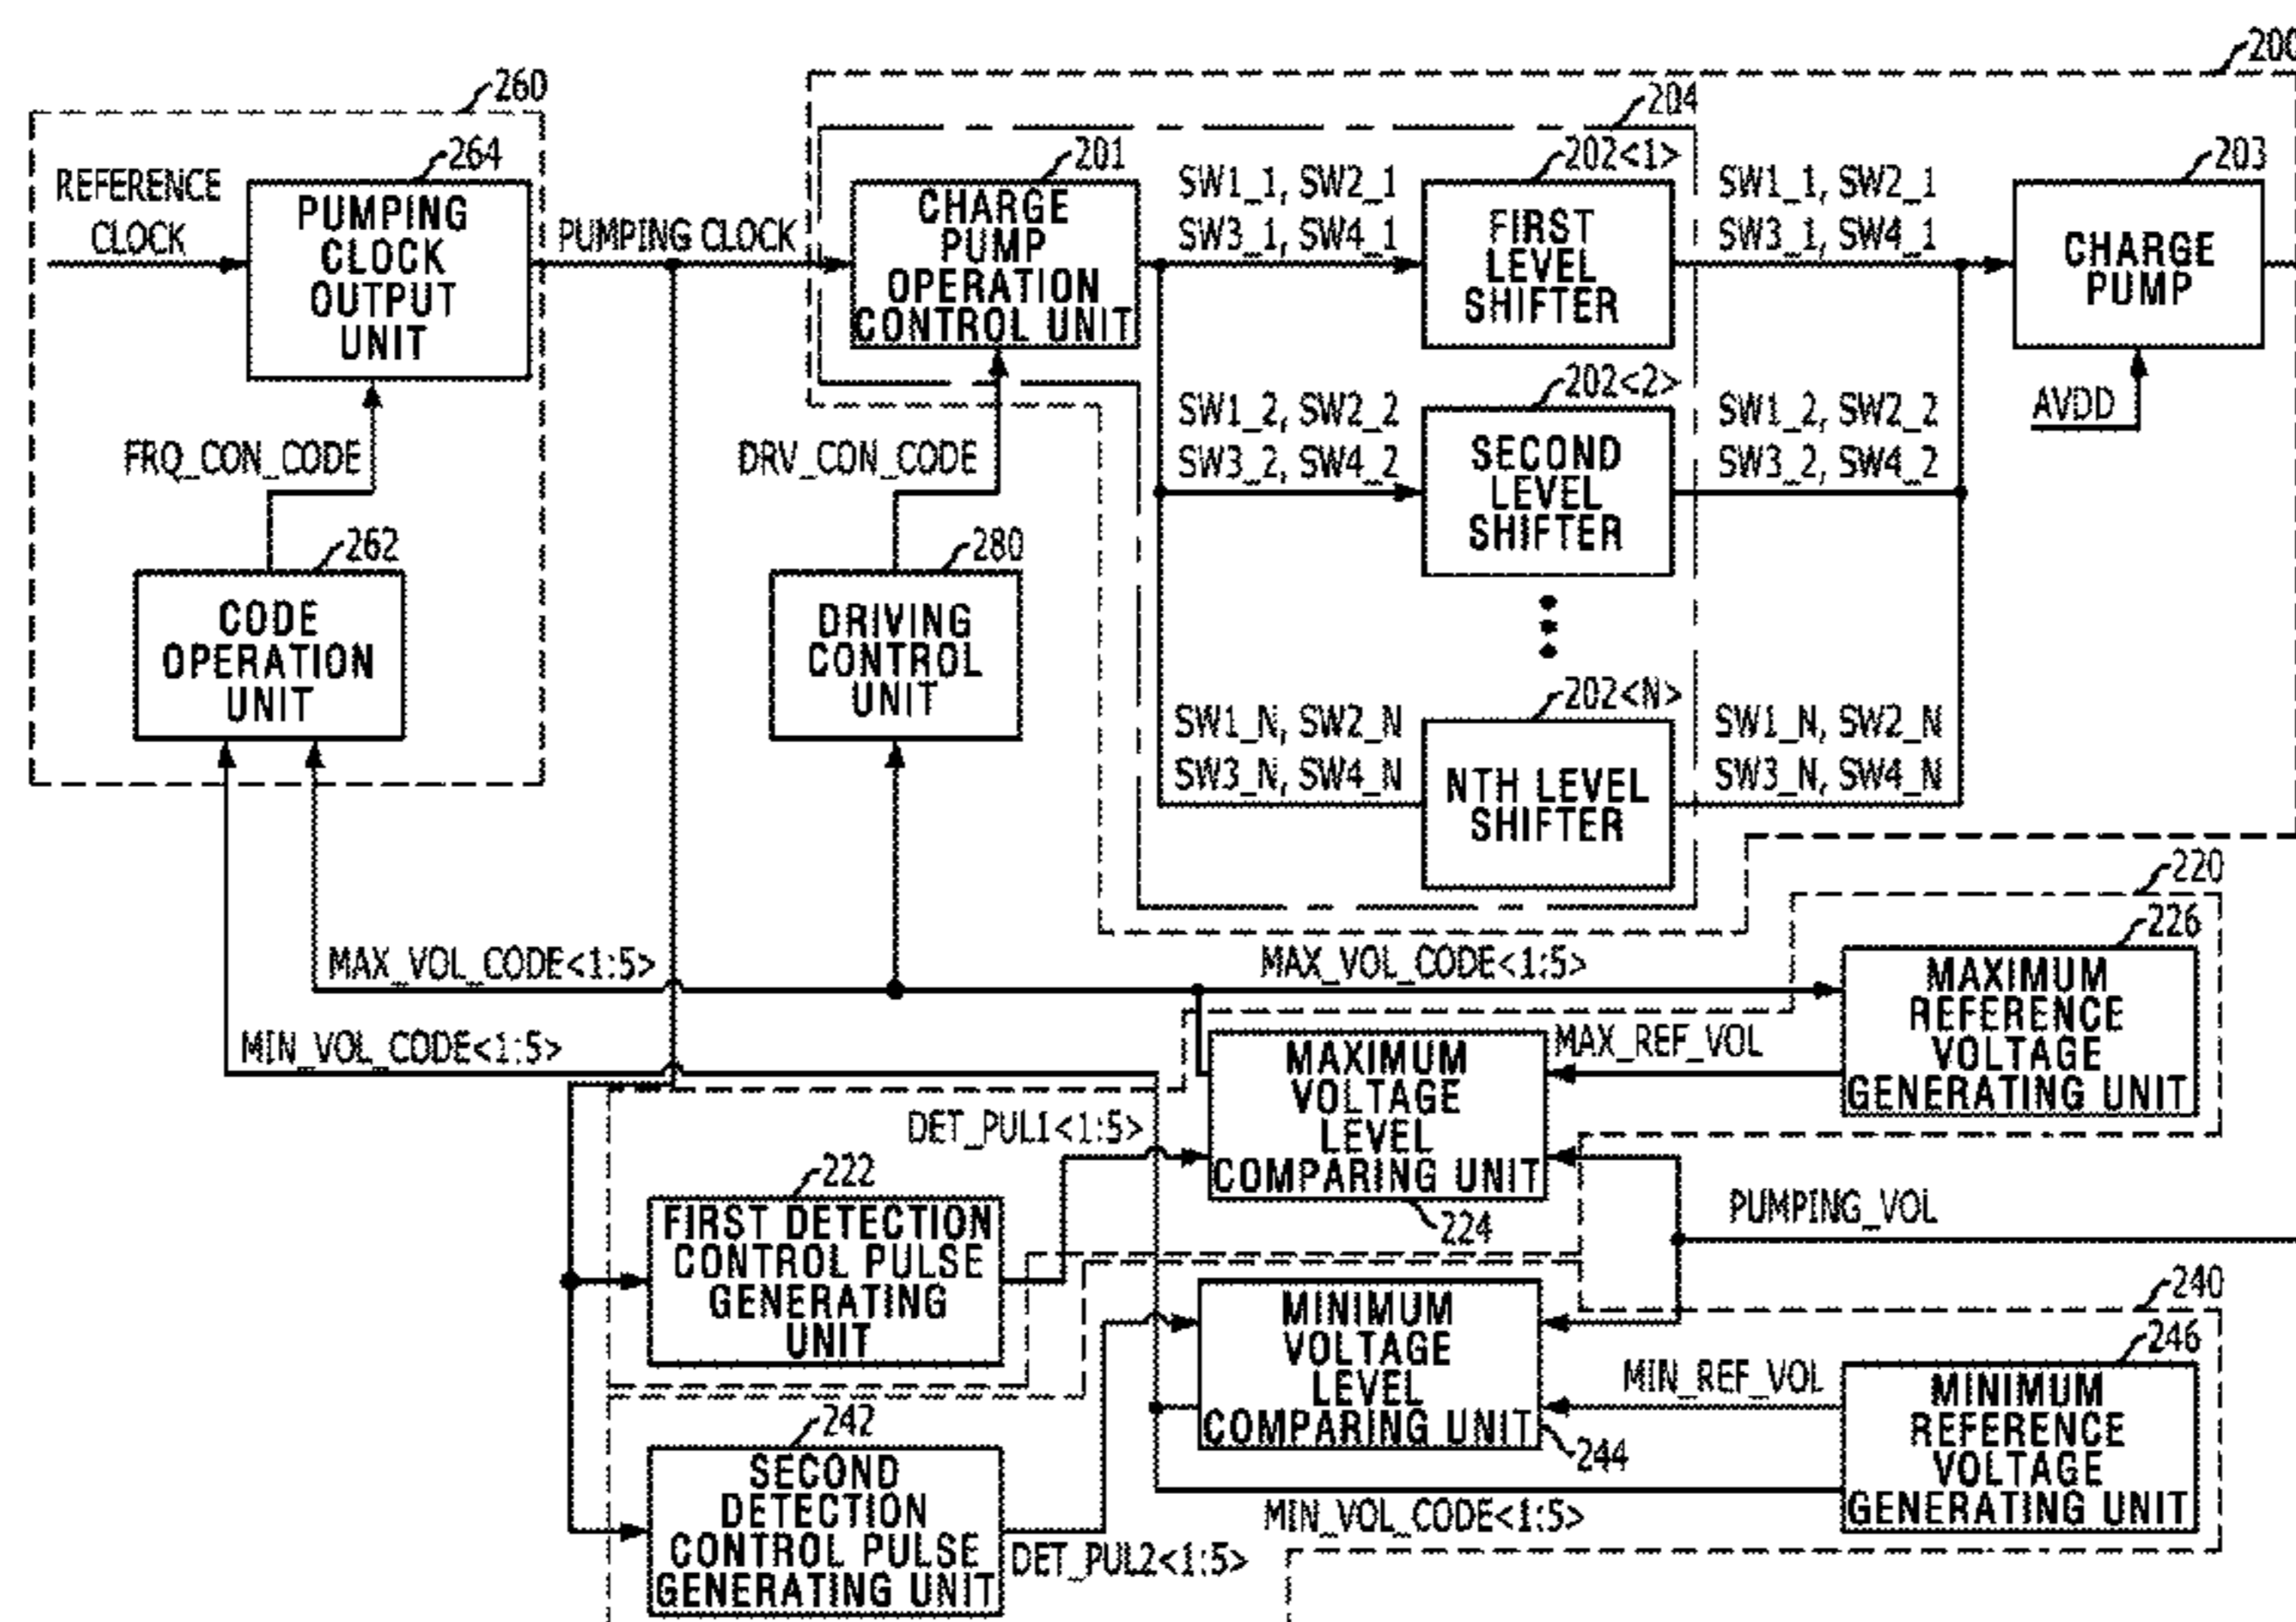 200
260
204
264
201
202<1>
203
REFERENCE
CLOCK
PUMPING
CLOCK
OUTPUT
UNIT
PUMPING CLOCK
CHARGE
PUMP
OPERATION
CONTROL UNIT
SW1_1, SW2_1
SW3_1, SW4_1
FIRST
LEVEL
SHIFTER
SW1_1, SW2_1
SW3_1, SW4_1
CHARGE
PUMP
AVDD
FRQ_CON_CODE
DRV_CON_CODE
202<2>
SW1_2, SW2_2
SW3_2, SW4_2
SECOND
LEVEL
SHIFTER
SW1_2, SW2_2
SW3_2, SW4_2
262
CODE
OPERATION
UNIT
280
DRIVING
CONTROL
UNIT
202<N>
SW1_N, SW2_N
SW3_N, SW4_N
NTH LEVEL
SHIFTER
SW1_N, SW2_N
SW3_N, SW4_N
220
226
MAX_VOL_CODE<1:5>
MAX_VOL_CODE<1:5>
MAXIMUM
REFERENCE
VOLTAGE
GENERATING UNIT
MIN_VOL_CODE<1:5>
MAXIMUM
VOLTAGE
LEVEL
COMPARING UNIT
MAX_REF_VOL
DET_PUL1<1:5>
224
222
FIRST DETECTION
CONTROL PULSE
GENERATING
UNIT
PUMPING_VOL
240
246
MINIMUM
VOLTAGE
LEVEL
COMPARING UNIT
244
MIN_REF_VOL
MINIMUM
REFERENCE
VOLTAGE
GENERATING UNIT
242
SECOND
DETECTION
CONTROL PULSE
GENERATING UNIT
DET_PUL2<1:5>
MIN_VOL_CODE<1:5>